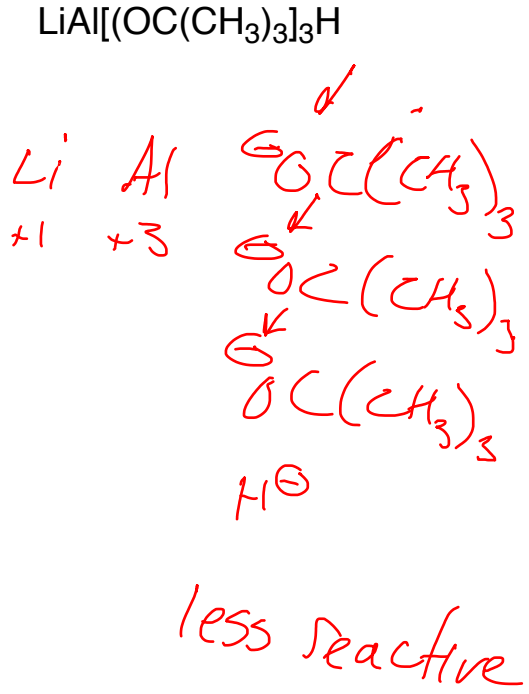 LiAl[(OC(CH₃)₃]₃H
Li Al ⊖OC(CH₃)₃
+1 +3
⊖OC(CH₃)₃
⊖OC(CH₃)₃
H⊖
less reactive